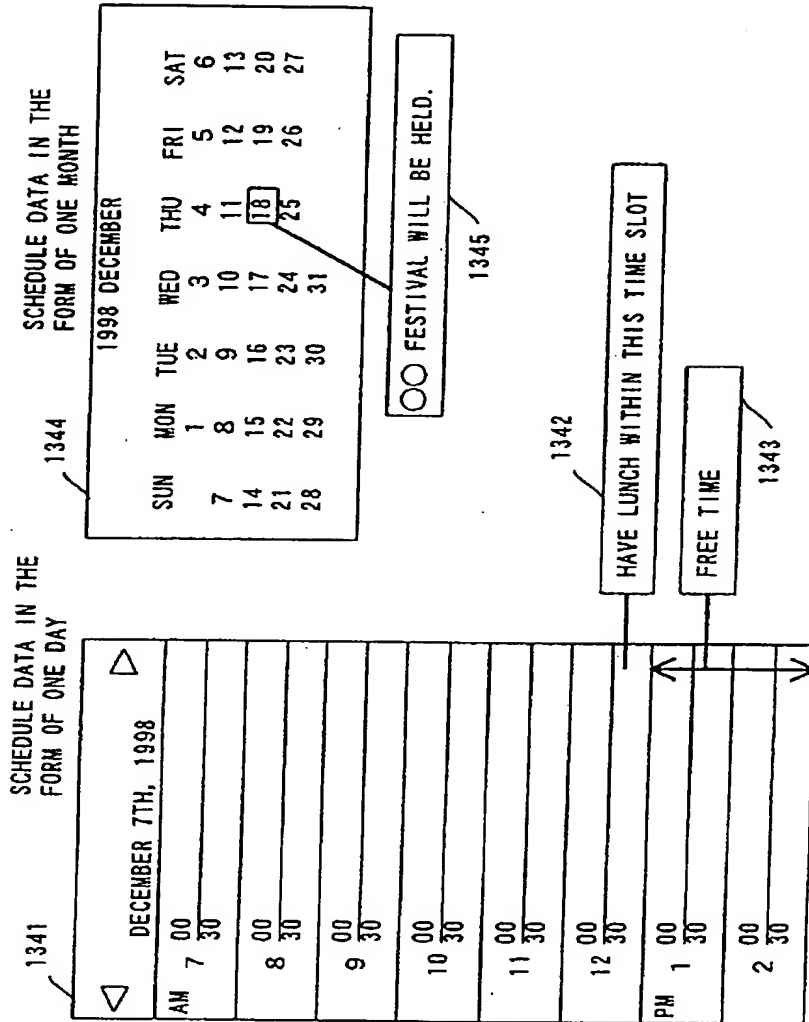 SCHEDULE DATA IN THE
FORM OF ONE DAY
1341
DECEMBER 7TH, 1998
AM 7 00
30
8 00
30
9 00
30
10 00
30
11 00
30
12 00
30
PM 1 00
30
2 00
30
SCHEDULE DATA IN THE
FORM OF ONE MONTH
1344
1998 DECEMBER
SUN MON TUE WED THU FRI SAT
1 2 3 4 5 6
7 8 9 10 11 12 13
14 15 16 17 18 19 20
21 22 23 24 25 26 27
28 29 30 31
○○ FESTIVAL WILL BE HELD.
1345
1342
HAVE LUNCH WITHIN THIS TIME SLOT
FREE TIME
1343